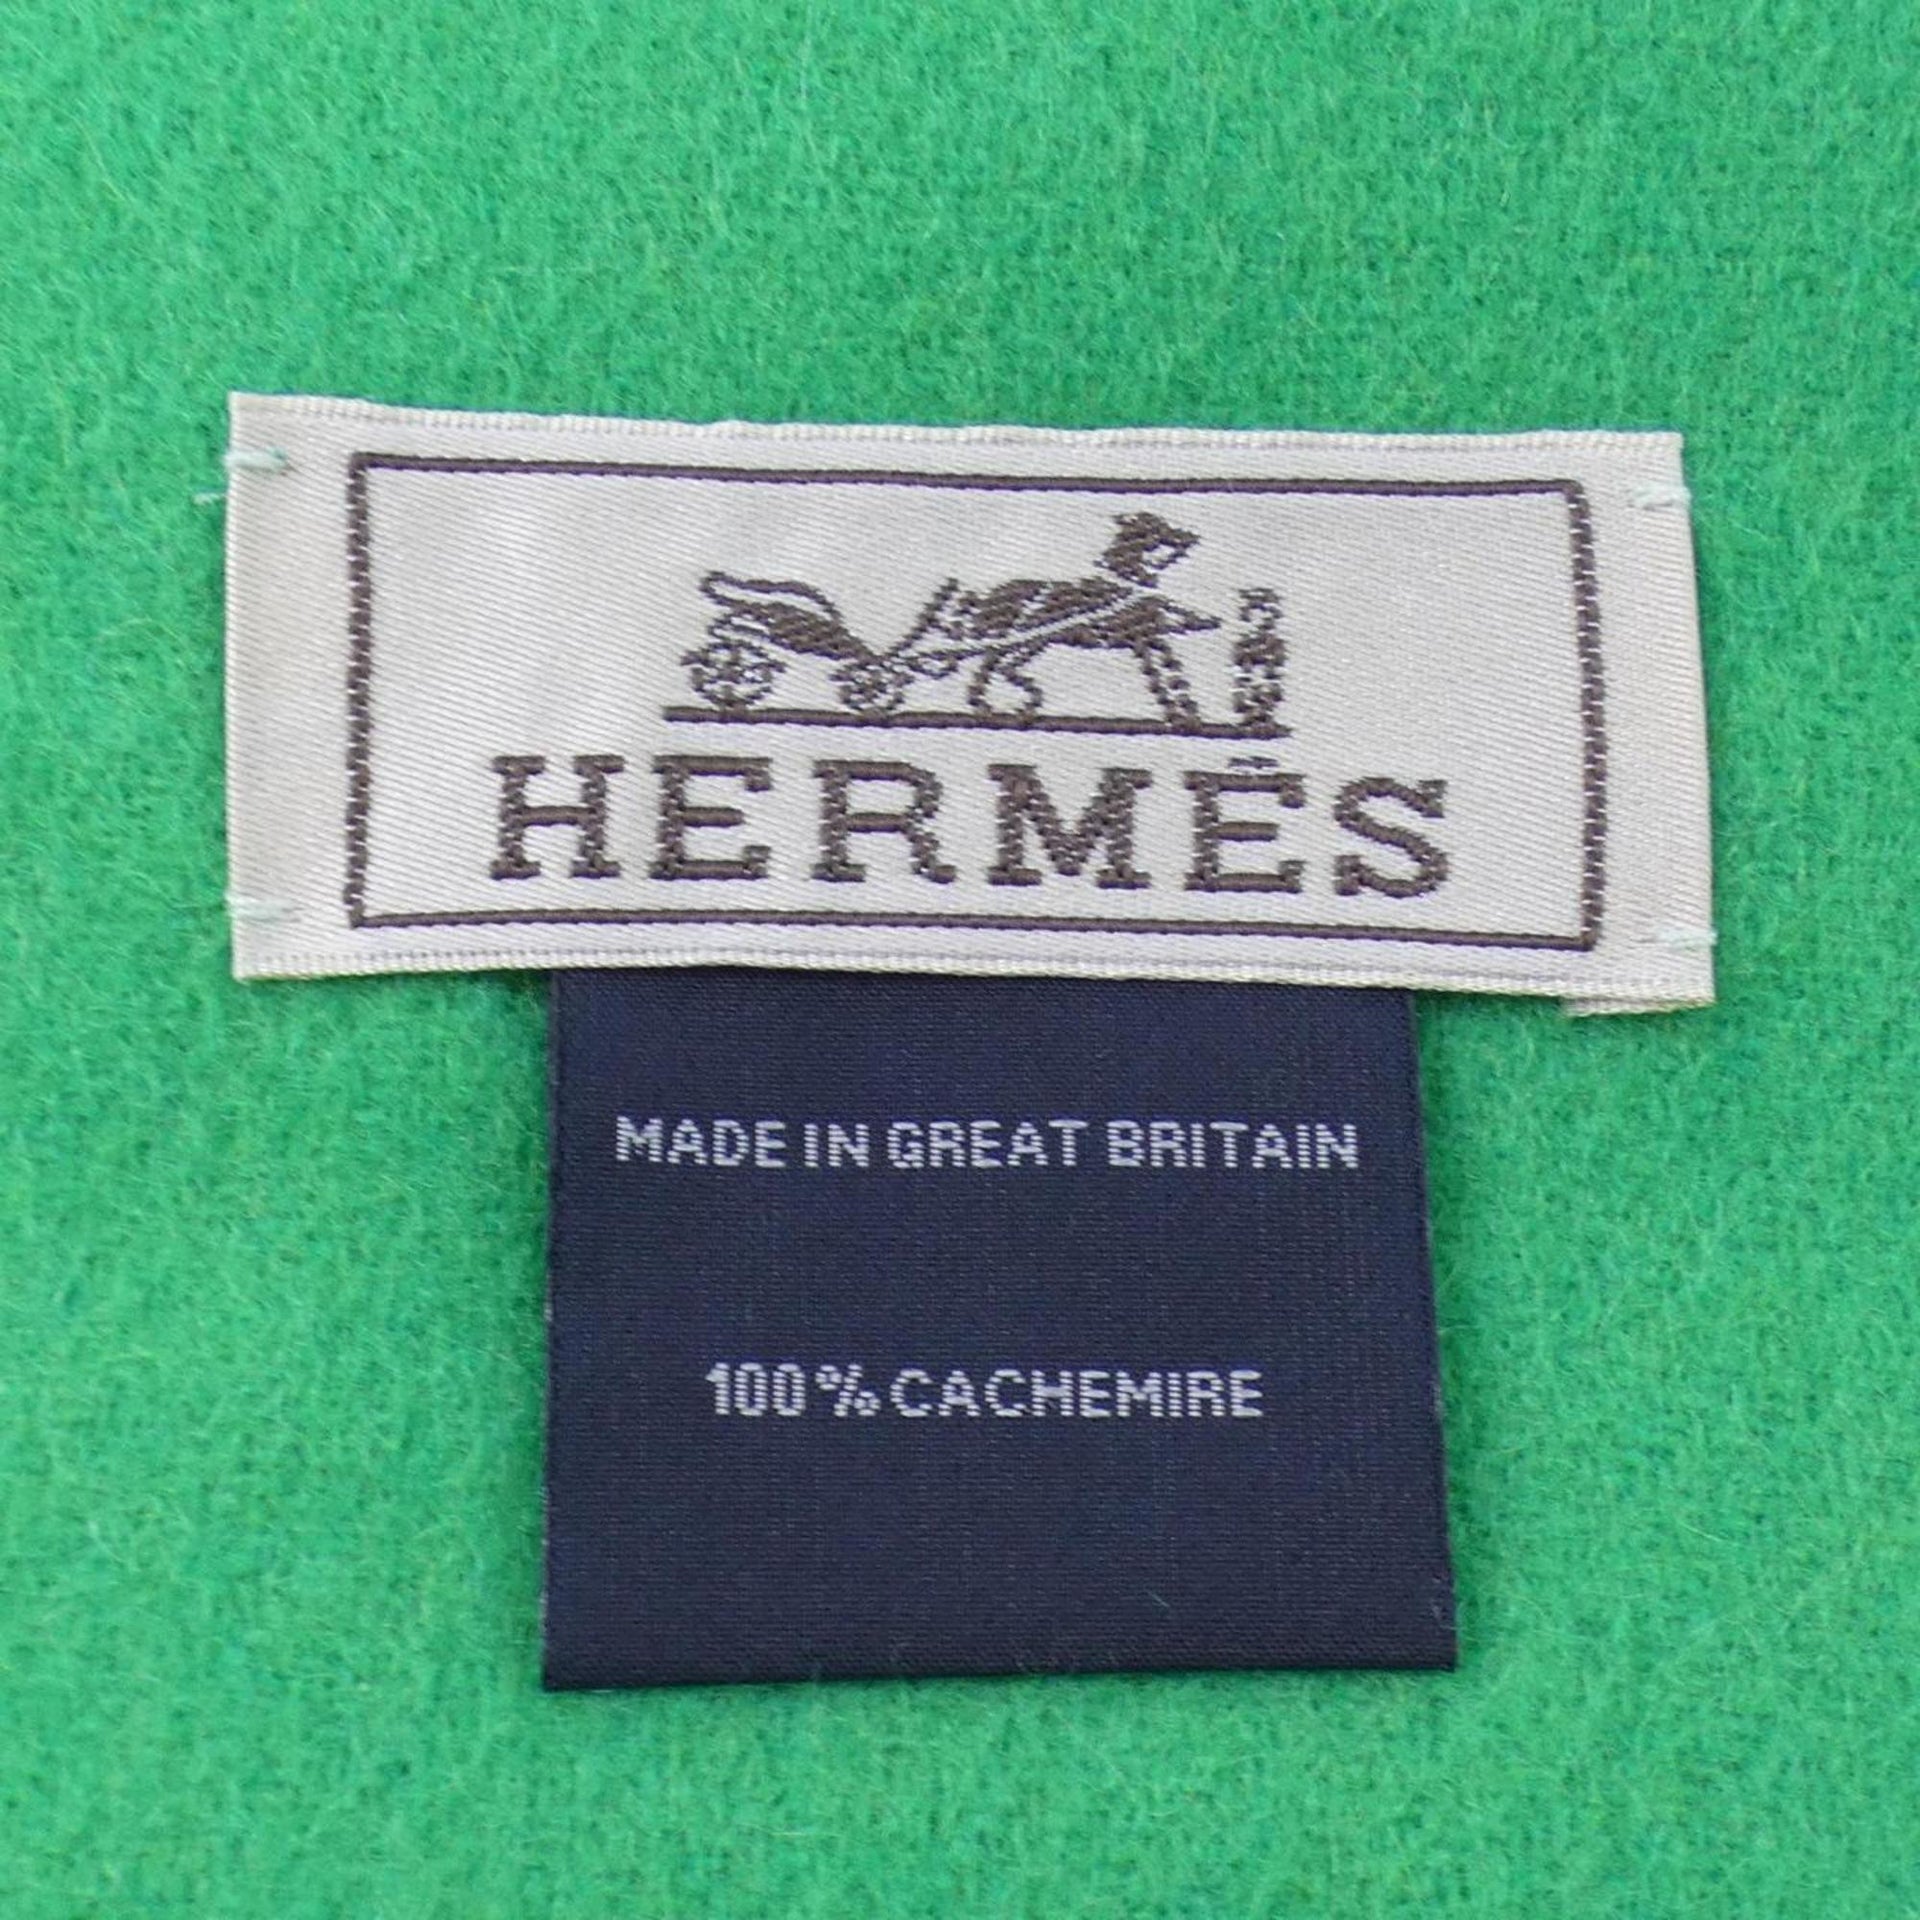 HERMÈS
MADE IN GREAT BRITAIN
100% CACHEMIRE